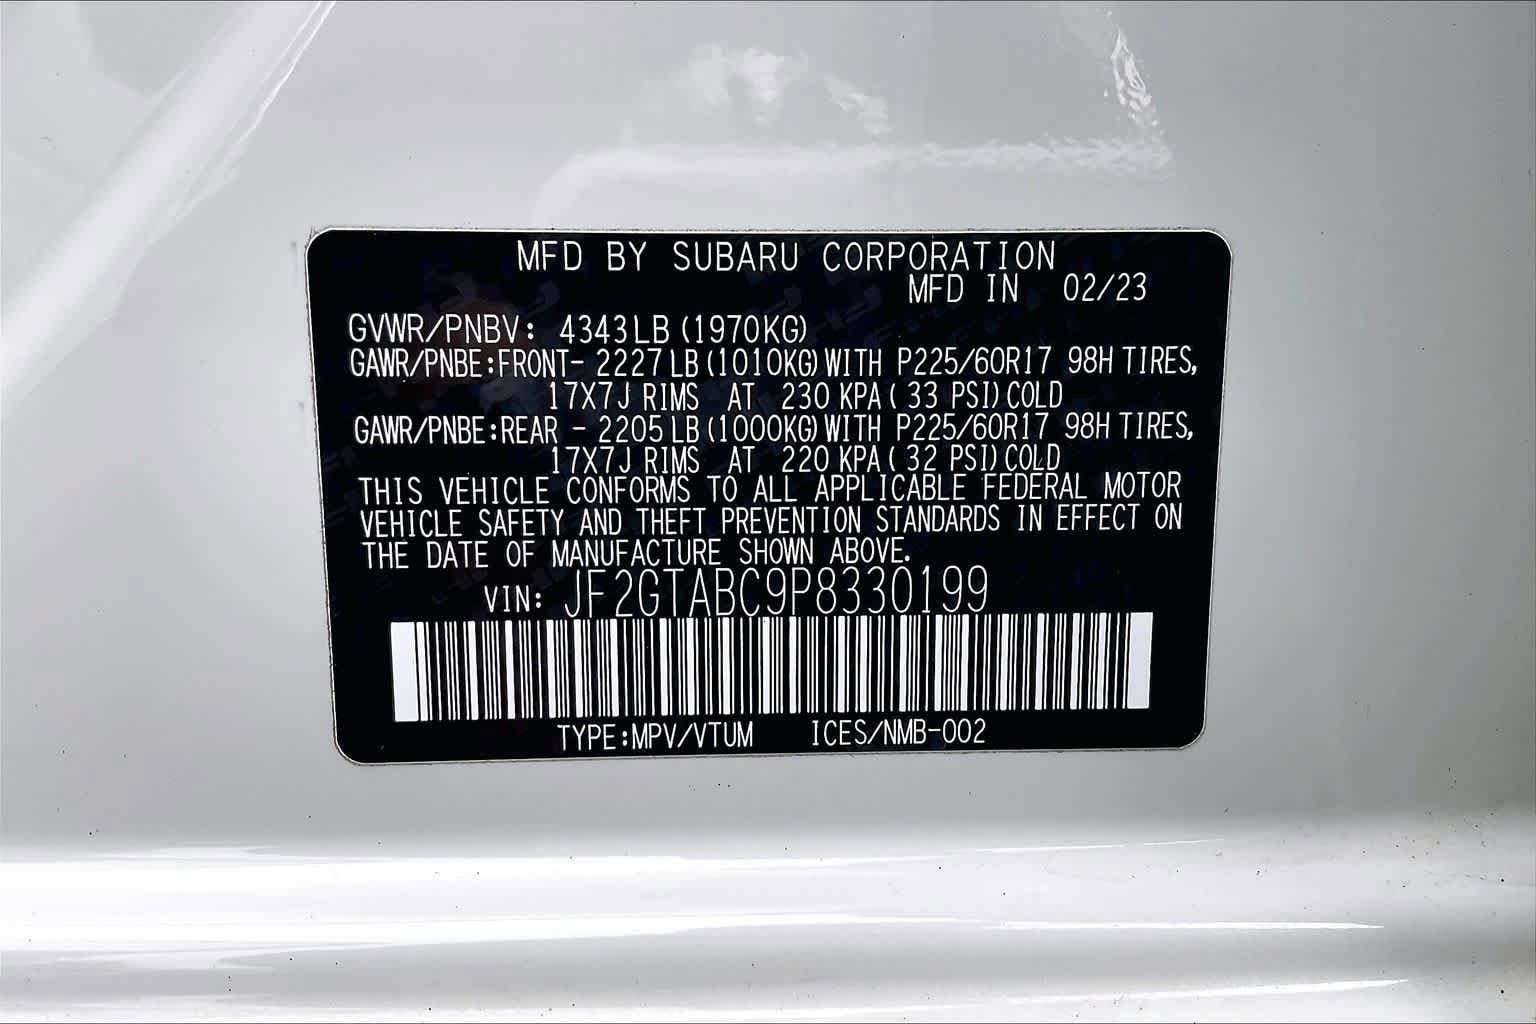 MFD BY SUBARU CORPORATION
MFD IN 02/23
GVWR/PNBV: 4343LB (1970KG)
GAWR/PNBE:FRONT- 2227 LB (1010KG) WITH P225/60R17 98H TIRES,
17X7J RIMS AT 230 KPA ( 33 PSI) COLD
GAWR/PNBE:REAR - 2205 LB (1000KG) WITH P225/60R17 98H TIRES,
17X7J RIMS AT 220 KPA ( 32 PSI) COLD
THIS VEHICLE CONFORMS TO ALL APPLICABLE FEDERAL MOTOR
VEHICLE SAFETY AND THEFT PREVENTION STANDARDS IN EFFECT ON
THE DATE OF MANUFACTURE SHOWN ABOVE.
VIN: JF2GTABC9P8330199
TYPE:MPV/VTUM ICES/NMB-002